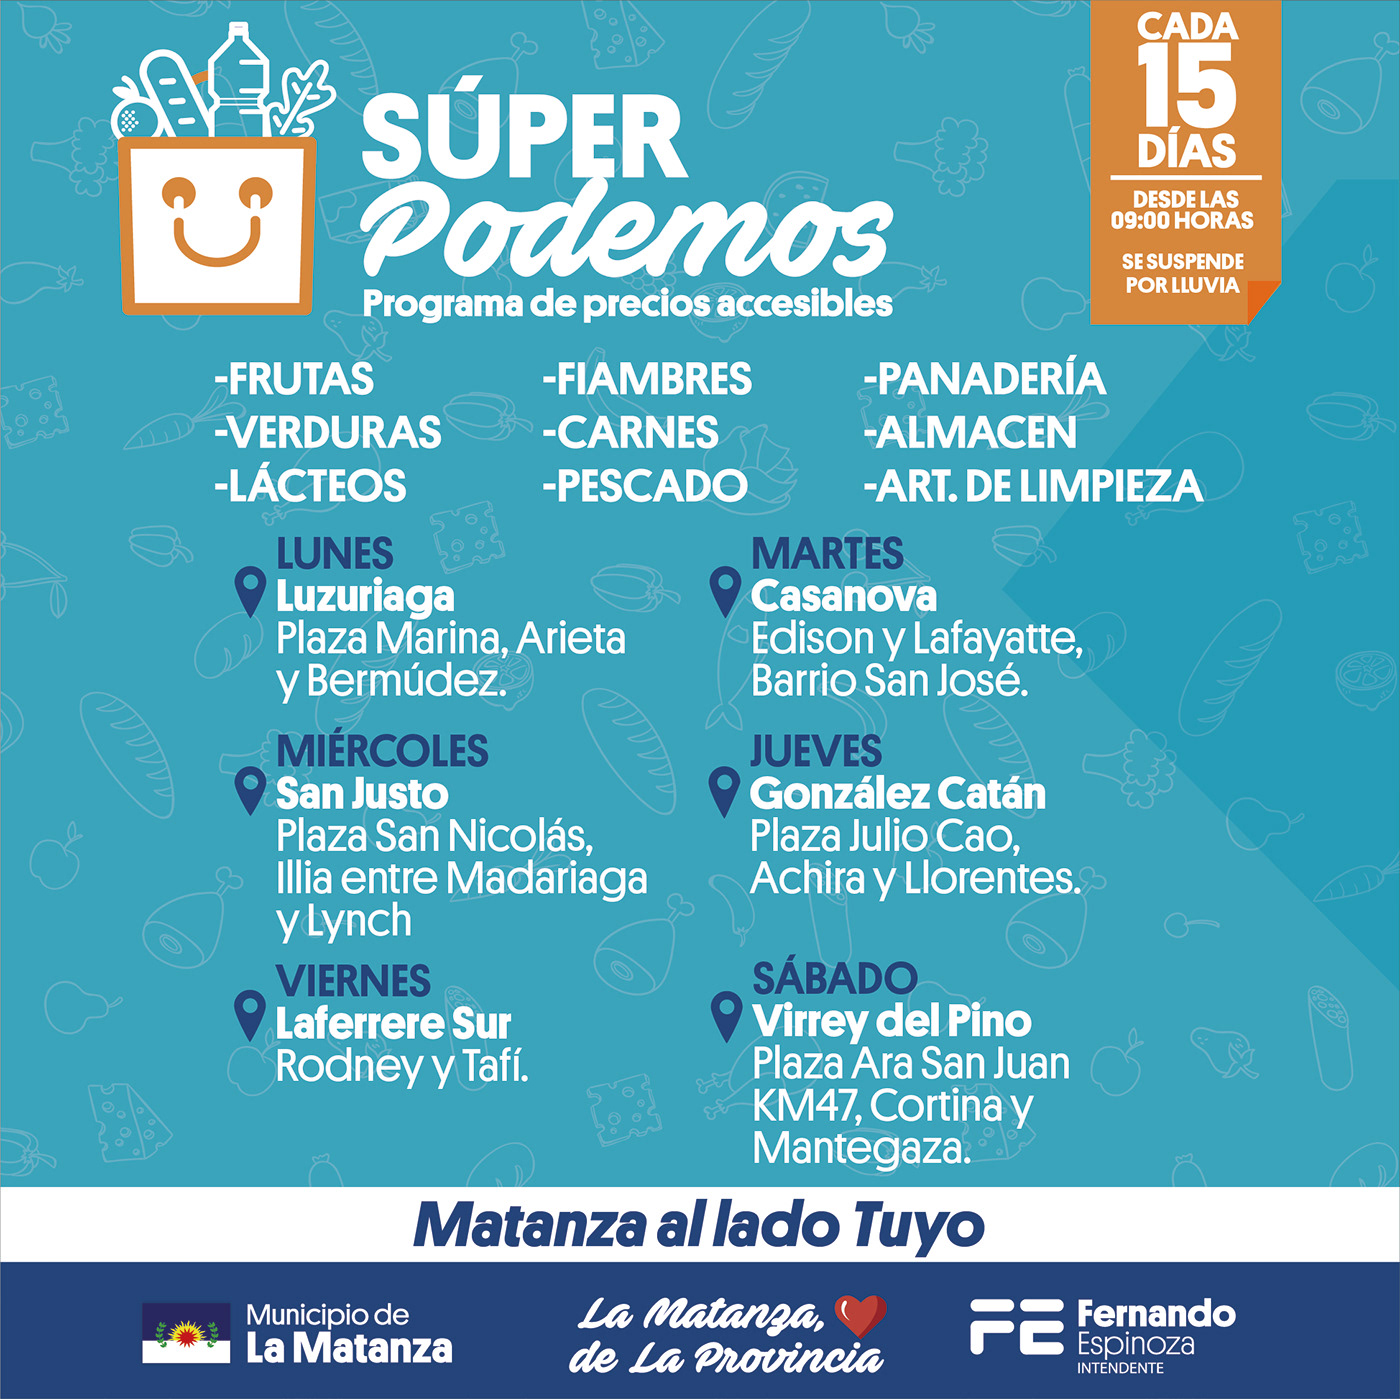 SÚPER
Podemos
Programa de precios accesibles
CADA
15
DÍAS
DESDE LAS
09:00 HORAS
SE SUSPENDE
POR LLUVIA
-FRUTAS
-VERDURAS
-LÁCTEOS
-FIAMBRES
-CARNES
-PESCADO
-PANADERÍA
-ALMACEN
-ART. DE LIMPIEZA
LUNES
Luzuriaga
Plaza Marina, Arieta
y Bermúdez.
MARTES
Casanova
Edison y Lafayatte,
Barrio San José.
MIÉRCOLES
San Justo
Plaza San Nicolás,
Illia entre Madariaga
y Lynch
JUEVES
González Catán
Plaza Julio Cao,
Achira y Llorentes.
VIERNES
Laferrere Sur
Rodney y Tafí.
SÁBADO
Virrey del Pino
Plaza Ara San Juan
KM47, Cortina y
Mantegaza.
Matanza al lado Tuyo
Municipio de
La Matanza
La Matanza,
de La Provincia
FE
Fernando
Espinoza
INTENDENTE